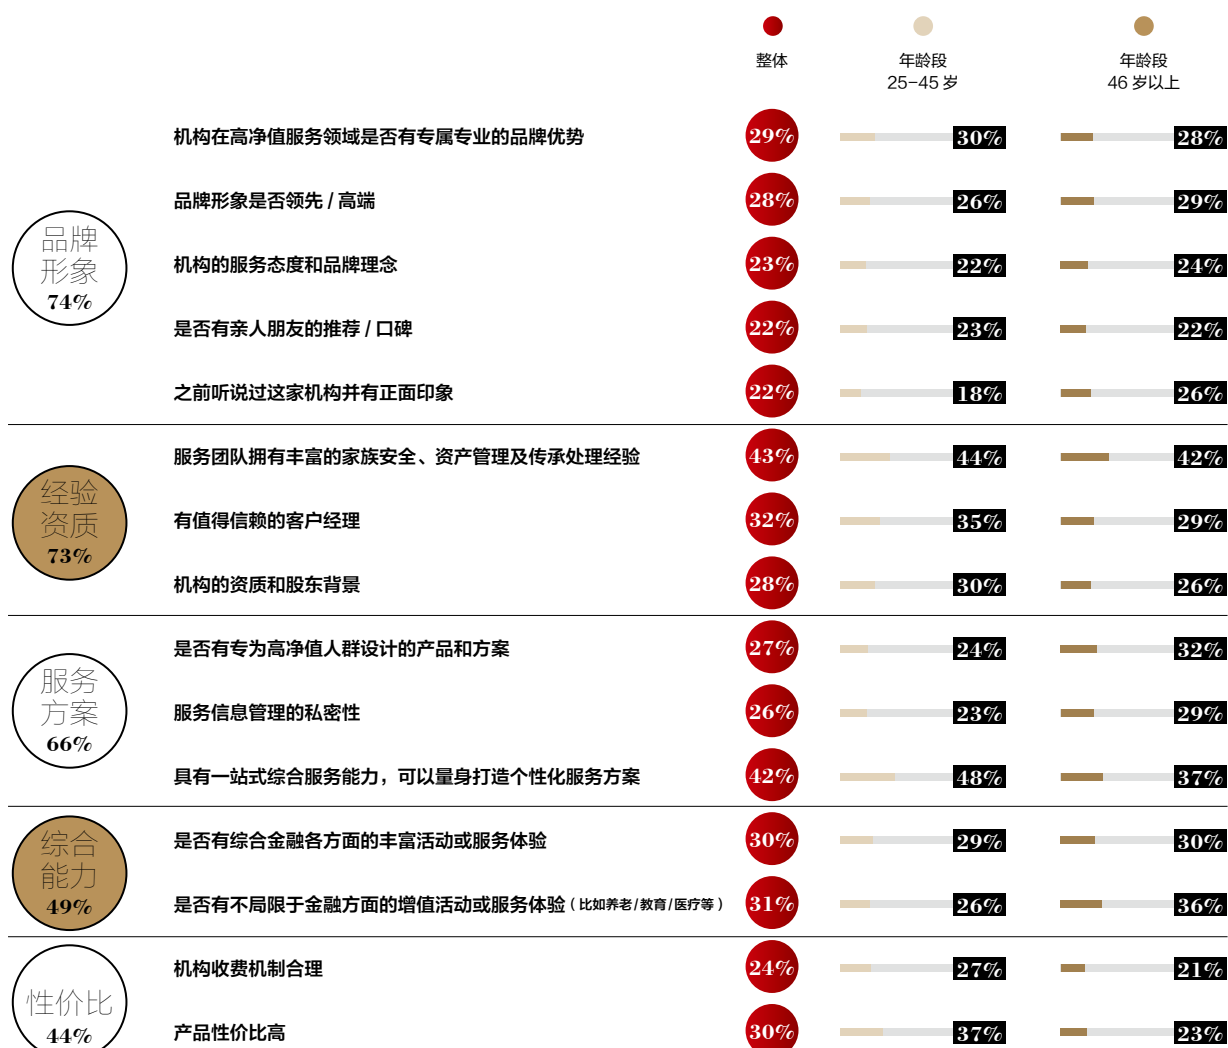 整体
年龄段
25-45 岁
年龄段
46 岁以上
品牌
形象
74%
机构在高净值服务领域是否有专属专业的品牌优势 29% 30% 28%
品牌形象是否领先 / 高端 28% 26% 29%
机构的服务态度和品牌理念 23% 22% 24%
是否有亲人朋友的推荐 / 口碑 22% 23% 22%
之前听说过这家机构并有正面印象 22% 18% 26%
经验
资质
73%
服务团队拥有丰富的家族安全、资产管理及传承处理经验 43% 44% 42%
有值得信赖的客户经理 32% 35% 29%
机构的资质和股东背景 28% 30% 26%
服务
方案
66%
是否有专为高净值人群设计的产品和方案 27% 24% 32%
服务信息管理的私密性 26% 23% 29%
具有一站式综合服务能力，可以量身打造个性化服务方案 42% 48% 37%
综合
能力
49%
是否有综合金融各方面的丰富活动或服务体验 30% 29% 30%
是否有不局限于金融方面的增值活动或服务体验（比如养老/教育/医疗等） 31% 26% 36%
性价比
44%
机构收费机制合理 24% 27% 21%
产品性价比高 30% 37% 23%